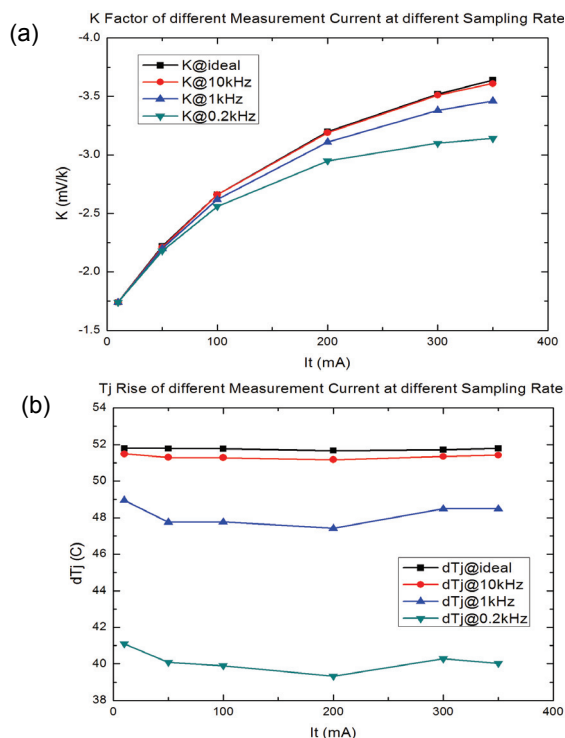 (a)
K Factor of different Measurement Current at different Sampling Rate
-4.0
K@ideal
K@10kHz
K@1kHz
K@0.2kHz
-3.5
-3.0
-2.5
-2.0
-1.5
K (mV/k)
0 100 200 300 400
It (mA)
(b)
Tj Rise of different Measurement Current at different Sampling Rate
54
52
50
48
46
44
42
40
38
dTj (C)
dTj@ideal
dTj@10kHz
dTj@1kHz
dTj@0.2kHz
0 100 200 300 400
It (mA)